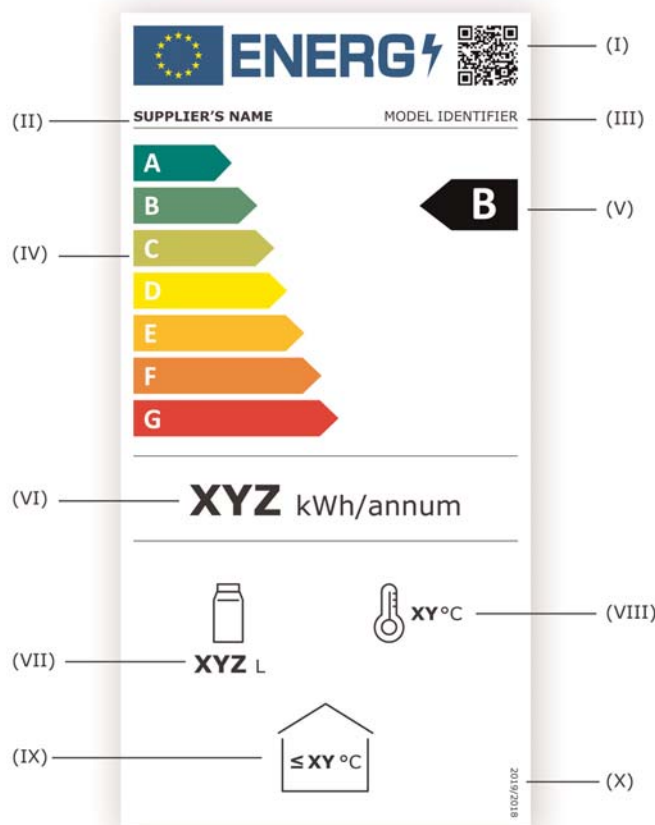 ENERG
(I)
(II)
SUPPLIER'S NAME
MODEL IDENTIFIER
(III)
A
B
B
(V)
(IV)
C
D
E
F
G
(VI)
XYZ kWh/annum
XY °C
(VIII)
(VII)
XYZ L
(IX)
≤ XY °C
2019/2018
(X)